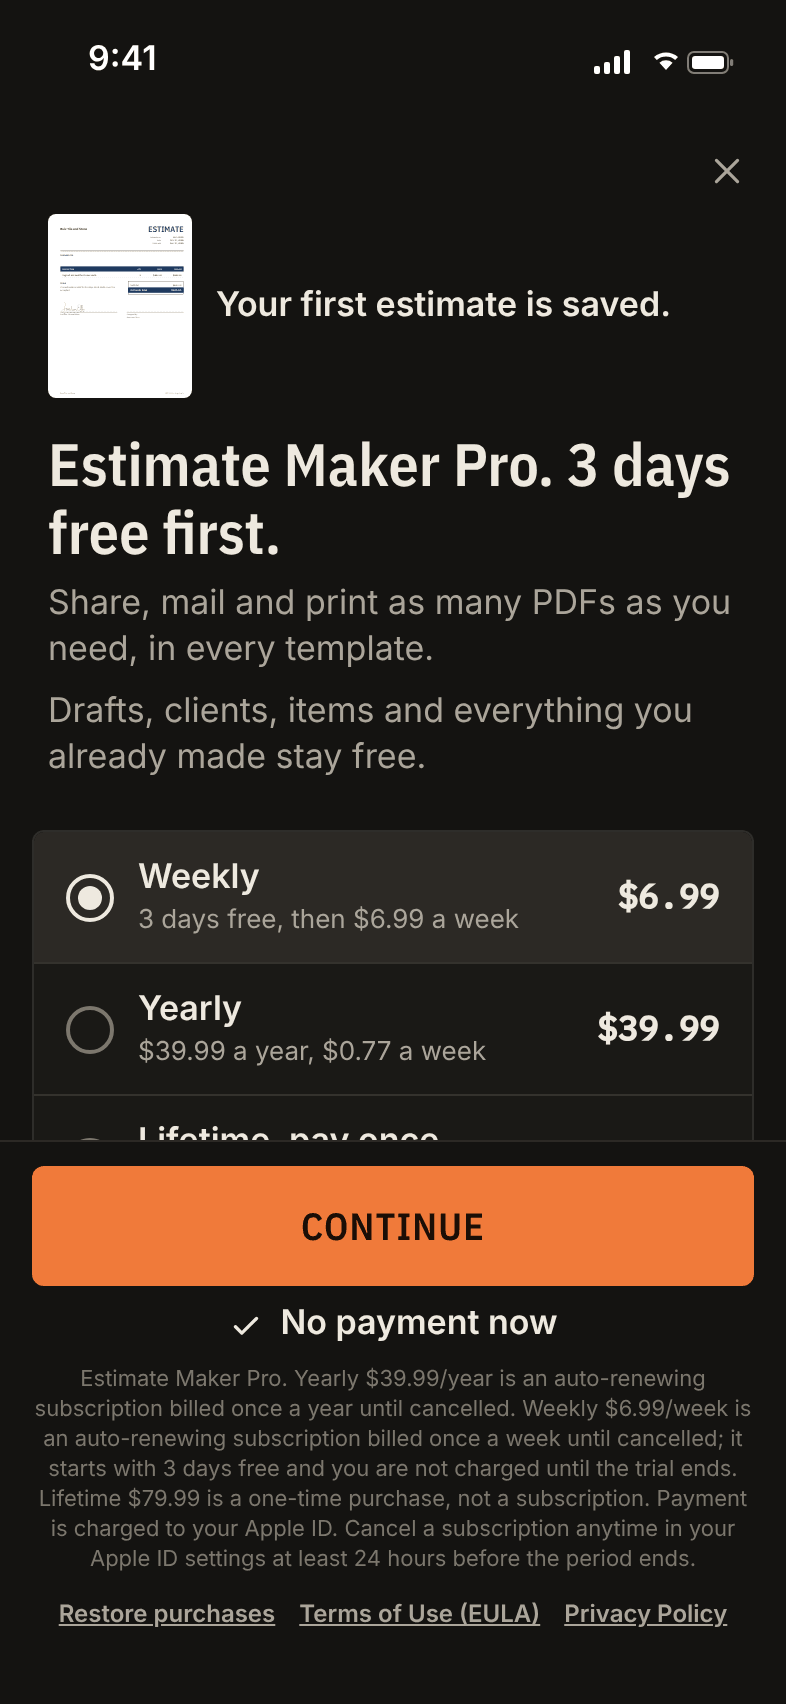 9:41
ESTIMATE
Your first estimate is saved.
Estimate Maker Pro. 3 days
free first.
Share, mail and print as many PDFs as you
need, in every template.
Drafts, clients, items and everything you
already made stay free.
Weekly
3 days free, then $6.99 a week
$6.99
Yearly
$39.99 a year, $0.77 a week
$39.99
Lifetime, pay once
CONTINUE
No payment now
Estimate Maker Pro. Yearly $39.99/year is an auto-renewing
subscription billed once a year until cancelled. Weekly $6.99/week is
an auto-renewing subscription billed once a week until cancelled; it
starts with 3 days free and you are not charged until the trial ends.
Lifetime $79.99 is a one-time purchase, not a subscription. Payment
is charged to your Apple ID. Cancel a subscription anytime in your
Apple ID settings at least 24 hours before the period ends.
Restore purchases Terms of Use (EULA) Privacy Policy